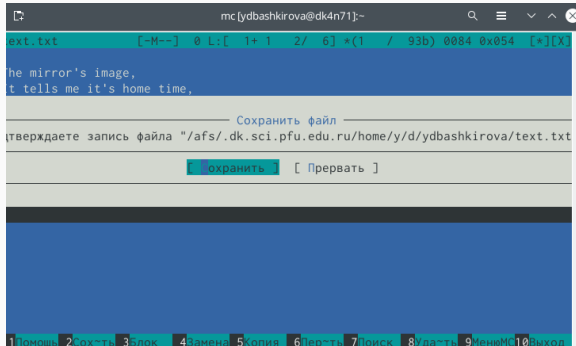 mc [ydbashkirova@dk4n71]:~
ext.txt [-M--] 0 L:[ 1+ 1 2/ 6] *(1 / 93b) 0084 0x054 [*][X]
The mirror's image,
t tells me it's home time,
Сохранить файл
дтверждаете запись файла "/afs/.dk.sci.pfu.edu.ru/home/y/d/ydbashkirova/text.txt
[ Сохранить ] [ Прервать ]
1Помощь 2Сох~ть 3Блок 4Замена 5Копия 6Пер~ть 7Поиск 8Уда~ть 9МенюMC 10Выход